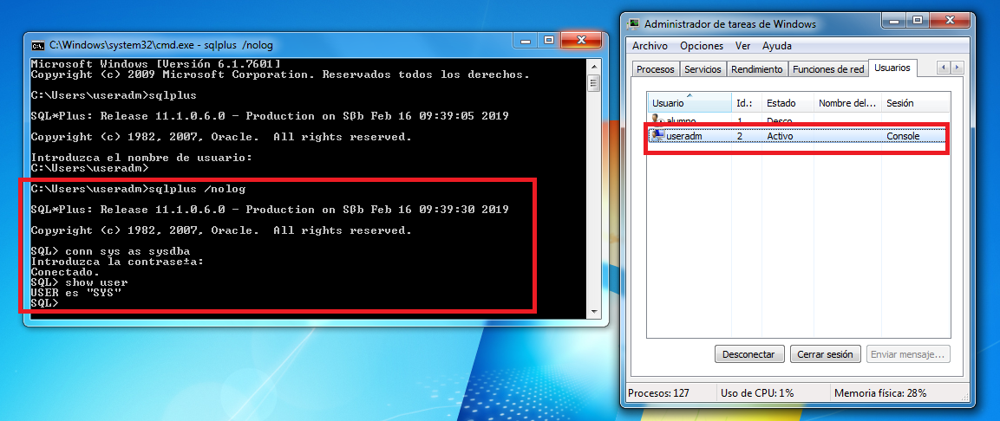 C:\Windows\system32\cmd.exe - sqlplus /nolog
Microsoft Windows [Versión 6.1.7601]
Copyright (c) 2009 Microsoft Corporation. Reservados todos los derechos.
C:\Users\useradm>sqlplus
SQL*Plus: Release 11.1.0.6.0 - Production on Sβb Feb 16 09:39:05 2019
Copyright (c) 1982, 2007, Oracle.  All rights reserved.
Introduzca el nombre de usuario:
C:\Users\useradm>
C:\Users\useradm>sqlplus /nolog
SQL*Plus: Release 11.1.0.6.0 - Production on Sβb Feb 16 09:39:30 2019
Copyright (c) 1982, 2007, Oracle.  All rights reserved.
SQL> conn sys as sysdba
Introduzca la contrase±a:
Conectado.
SQL> show user
USER es "SYS"
SQL>
Administrador de tareas de Windows
Archivo Opciones Ver Ayuda
Procesos Servicios Rendimiento Funciones de red Usuarios
Usuario Id.: Estado Nombre del... Sesión
alumno 1 Desco...
useradm 2 Activo Console
Desconectar Cerrar sesión Enviar mensaje...
Procesos: 127 Uso de CPU: 1% Memoria física: 28%